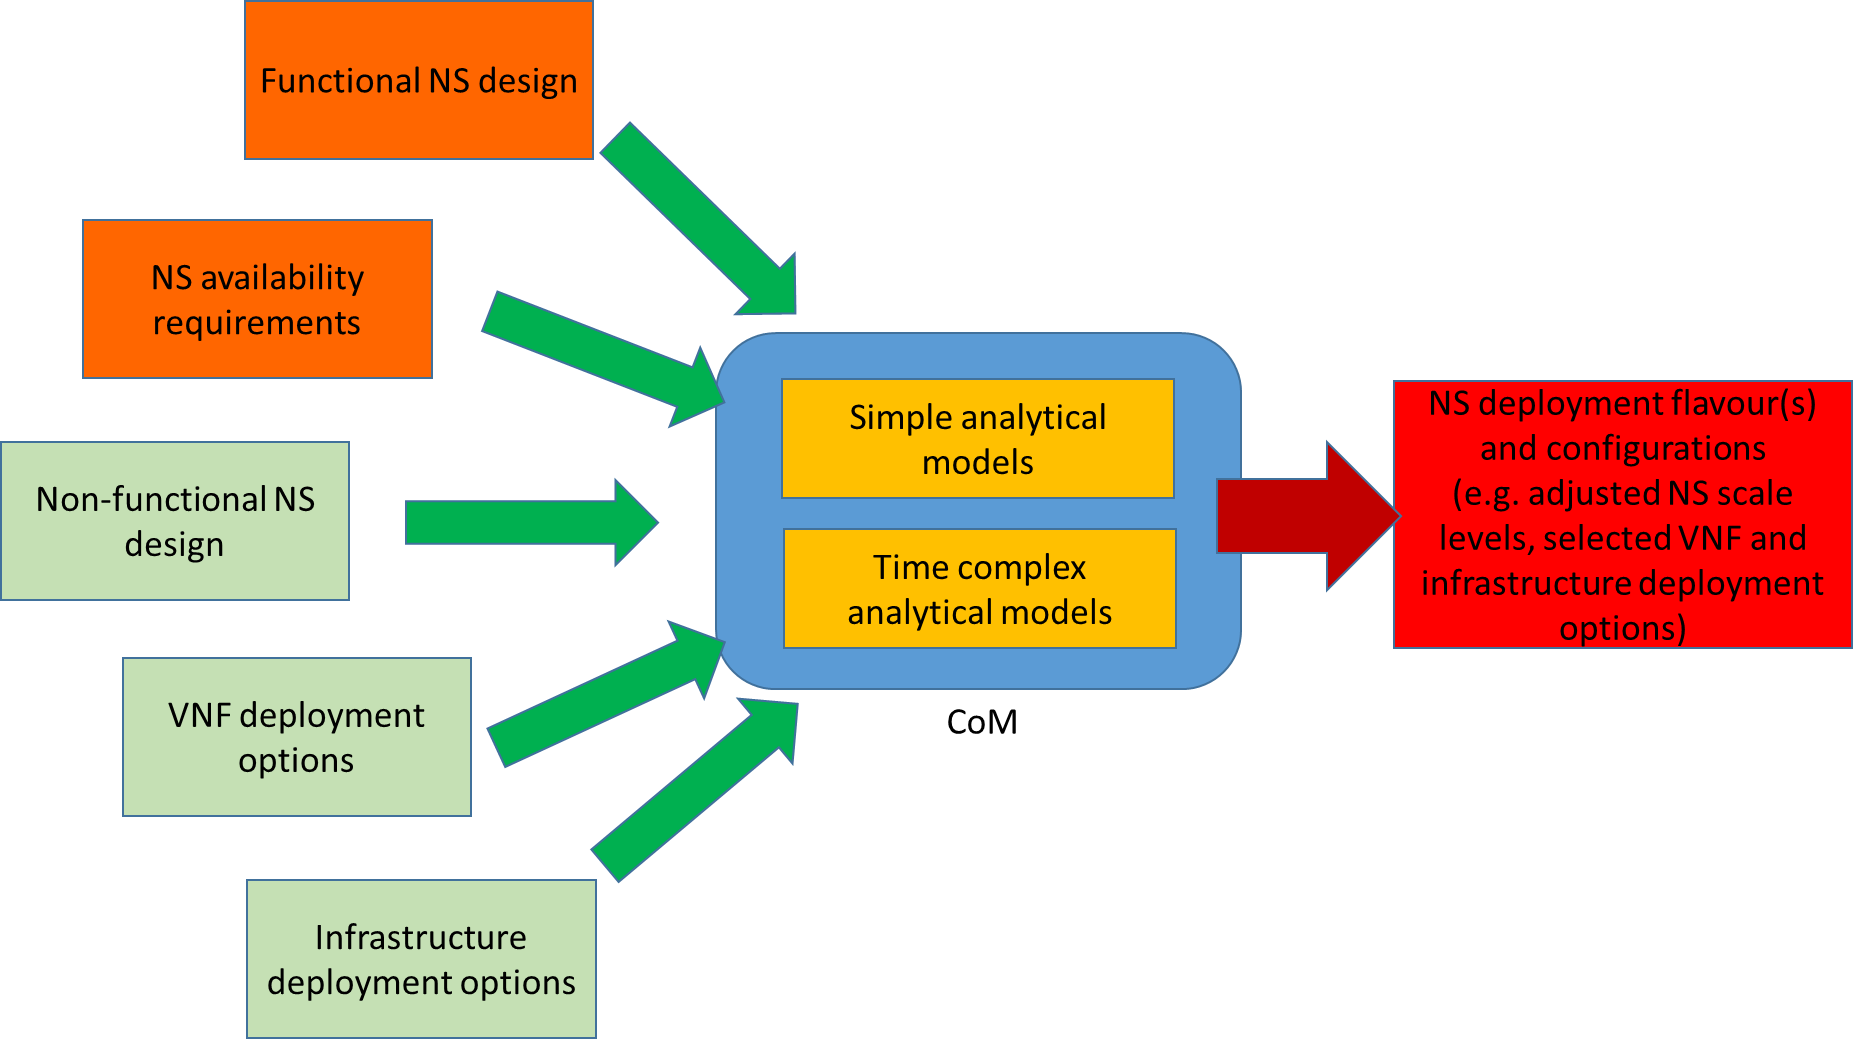 Functional NS design
NS availability
requirements
Non-functional NS
design
VNF deployment
options
Infrastructure
deployment options
Simple analytical
models
Time complex
analytical models
CoM
NS deployment flavour(s)
and configurations
(e.g. adjusted NS scale
levels, selected VNF and
infrastructure deployment
options)